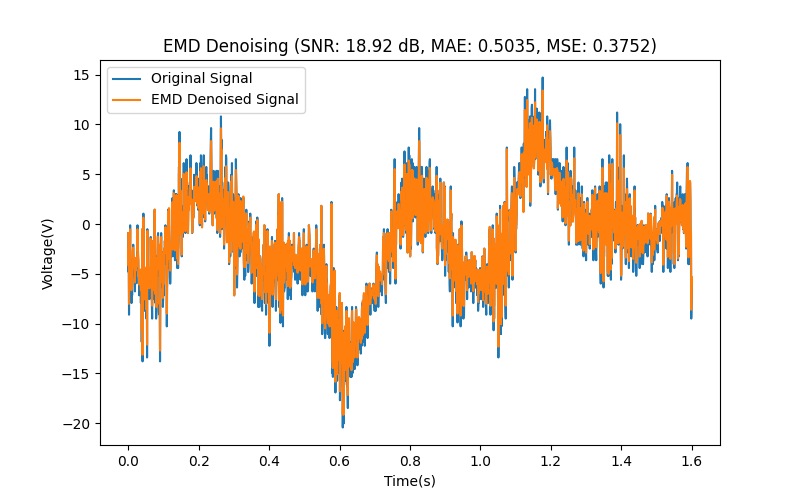 EMD Denoising (SNR: 18.92 dB, MAE: 0.5035, MSE: 0.3752)
Original Signal
EMD Denoised Signal
Voltage(V)
15
10
5
0
−5
−10
−15
−20
0.0 0.2 0.4 0.6 0.8 1.0 1.2 1.4 1.6
Time(s)